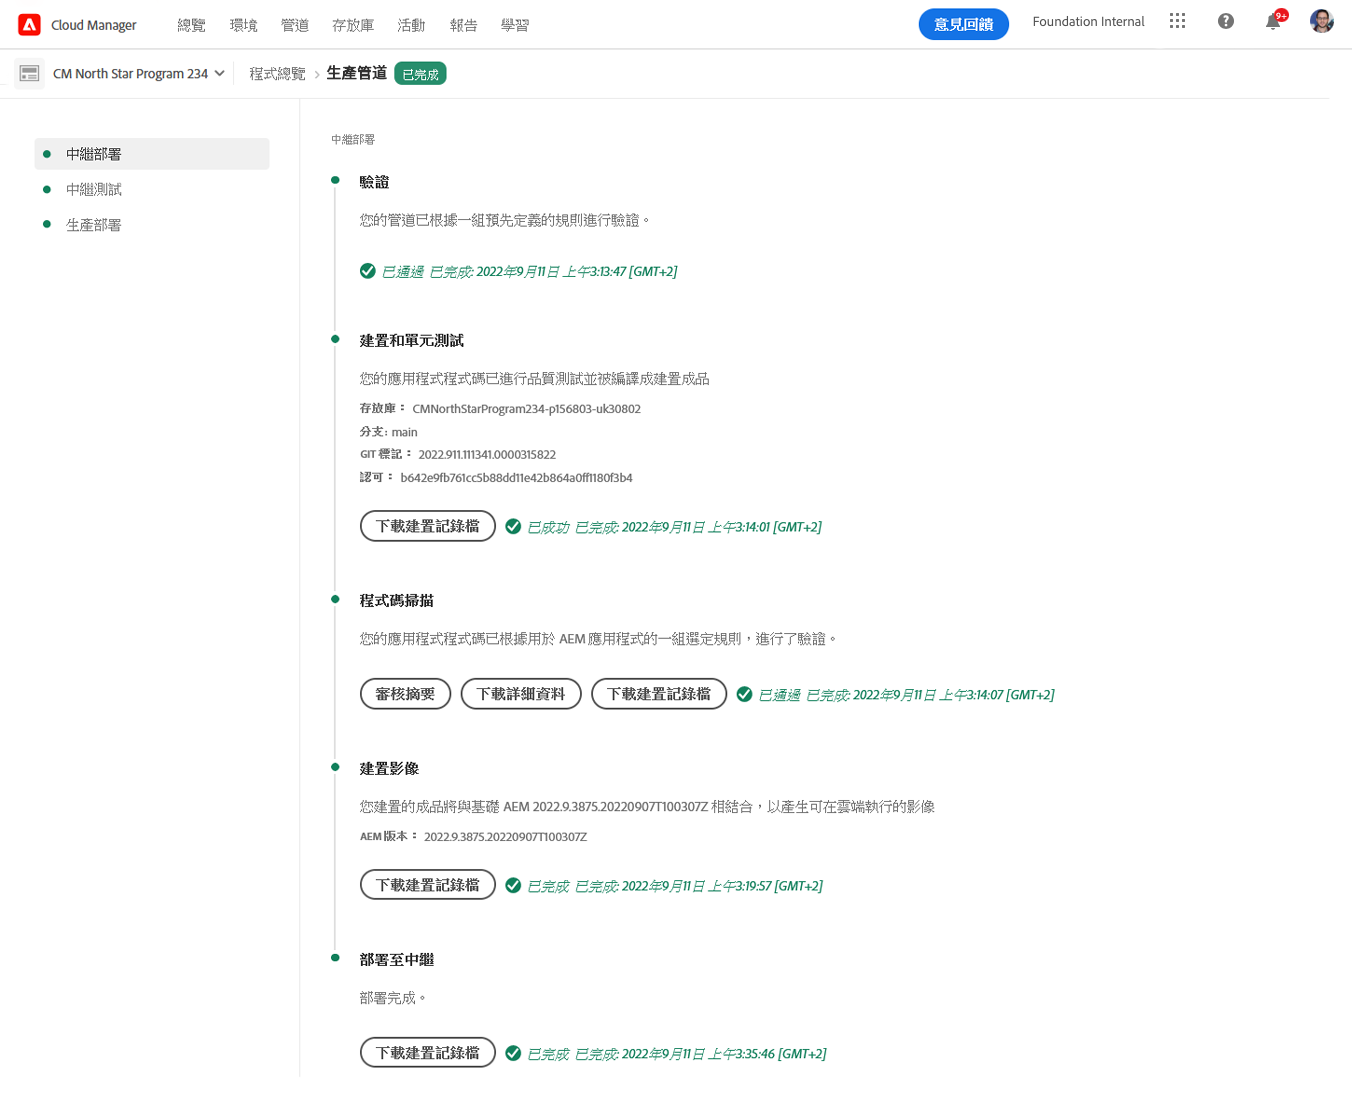 Cloud Manager 總覽 環境 管道 存放庫 活動 報告 學習 意見回饋 Foundation Internal 9+
CM North Star Program 234 程式總覽 › 生產管道 已完成
中繼部署
中繼測試
生產部署
中繼部署
驗證
您的管道已根據一組預先定義的規則進行驗證。
已通過 已完成: 2022年9月11日 上午3:13:47 [GMT+2]
建置和單元測試
您的應用程式程式碼已進行品質測試並被編譯成建置成品
存放庫： CMNorthStarProgram234-p156803-uk30802
分支: main
GIT 標記： 2022.911.111341.0000315822
認可： b642e9fb761cc5b88dd11e42b864a0ff1180f3b4
下載建置記錄檔 已成功 已完成: 2022年9月11日 上午3:14:01 [GMT+2]
程式碼掃描
您的應用程式程式碼已根據用於 AEM 應用程式的一組選定規則，進行了驗證。
審核摘要 下載詳細資料 下載建置記錄檔 已通過 已完成: 2022年9月11日 上午3:14:07 [GMT+2]
建置影像
您建置的成品將與基礎 AEM 2022.9.3875.20220907T100307Z 相結合，以產生可在雲端執行的影像
AEM 版本： 2022.9.3875.20220907T100307Z
下載建置記錄檔 已完成 已完成: 2022年9月11日 上午3:19:57 [GMT+2]
部署至中繼
部署完成。
下載建置記錄檔 已完成 已完成: 2022年9月11日 上午3:35:46 [GMT+2]